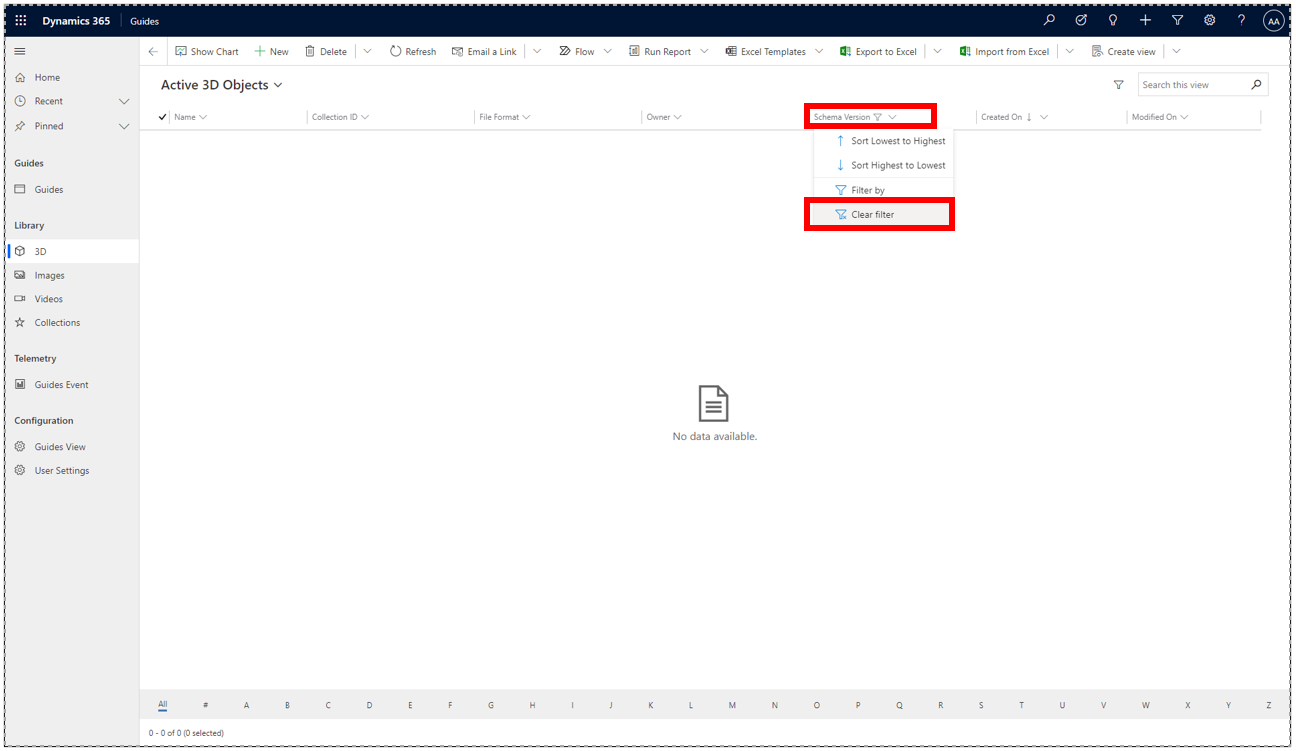 Dynamics 365 Guides
AA
Show Chart New Delete Refresh Email a Link Flow Run Report Excel Templates Export to Excel Import from Excel Create view
Home
Recent
Pinned
Guides
Guides
Library
3D
Images
Videos
Collections
Telemetry
Guides Event
Configuration
Guides View
User Settings
Active 3D Objects
Search this view
Name Collection ID File Format Owner Schema Version Created On Modified On
Sort Lowest to Highest
Sort Highest to Lowest
Filter by
Clear filter
No data available.
All # A B C D E F G H I J K L M N O P Q R S T U V W X Y Z
0 - 0 of 0 (0 selected)